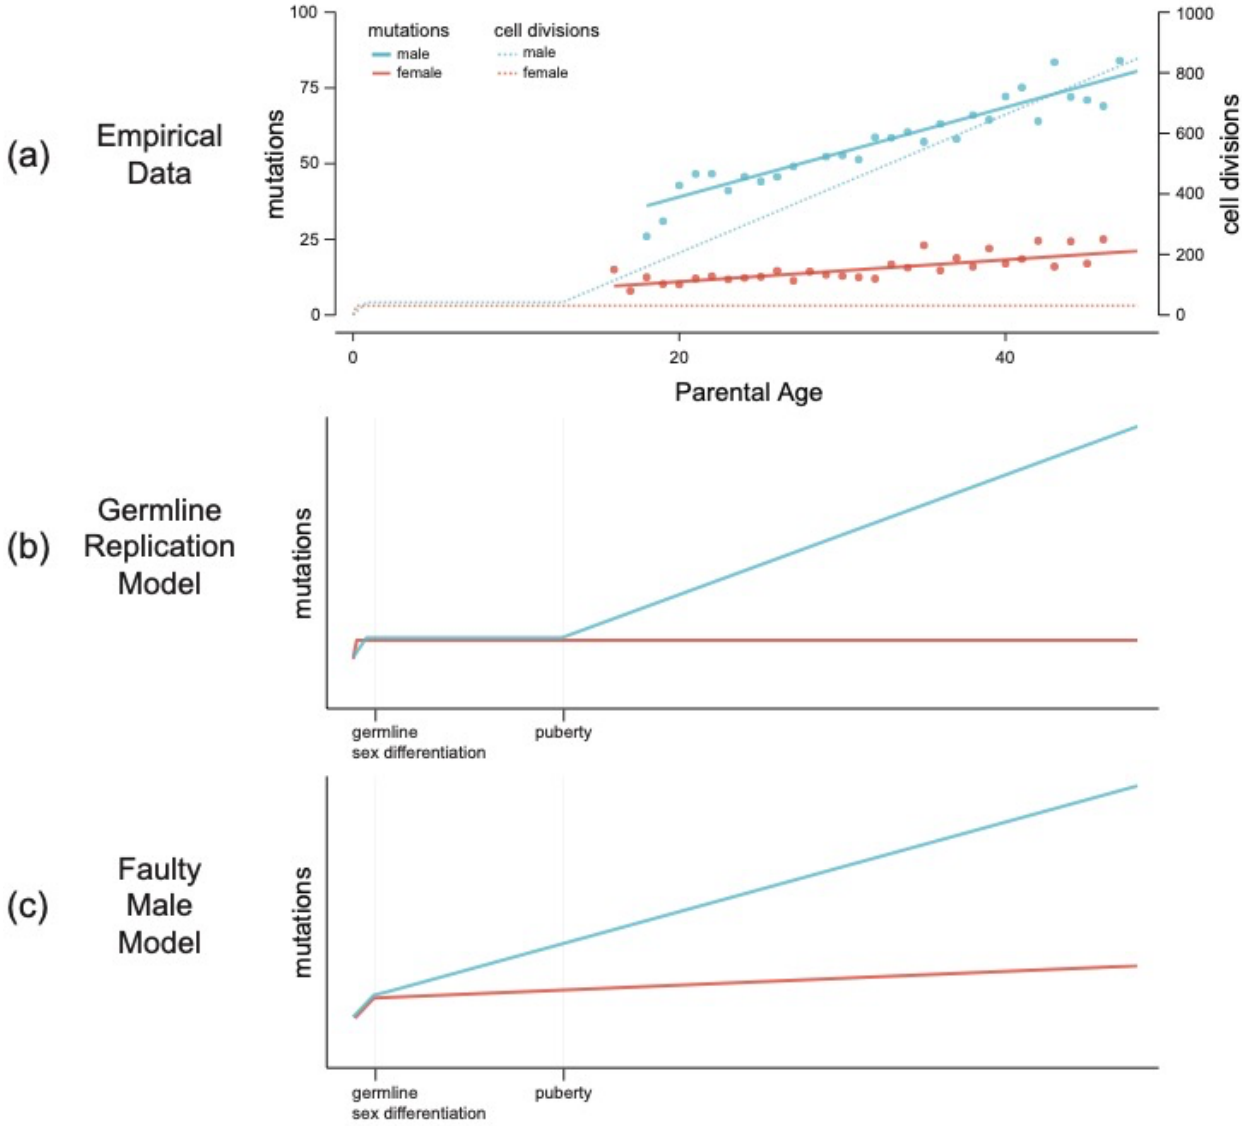 (a)
Empirical
Data
mutations
100
75
50
25
0
mutations
male
female
cell divisions
male
female
1000
800
600
400
200
0
cell divisions
0
20
40
Parental Age
(b)
Germline
Replication
Model
mutations
germline
sex differentiation
puberty
(c)
Faulty
Male
Model
mutations
germline
sex differentiation
puberty